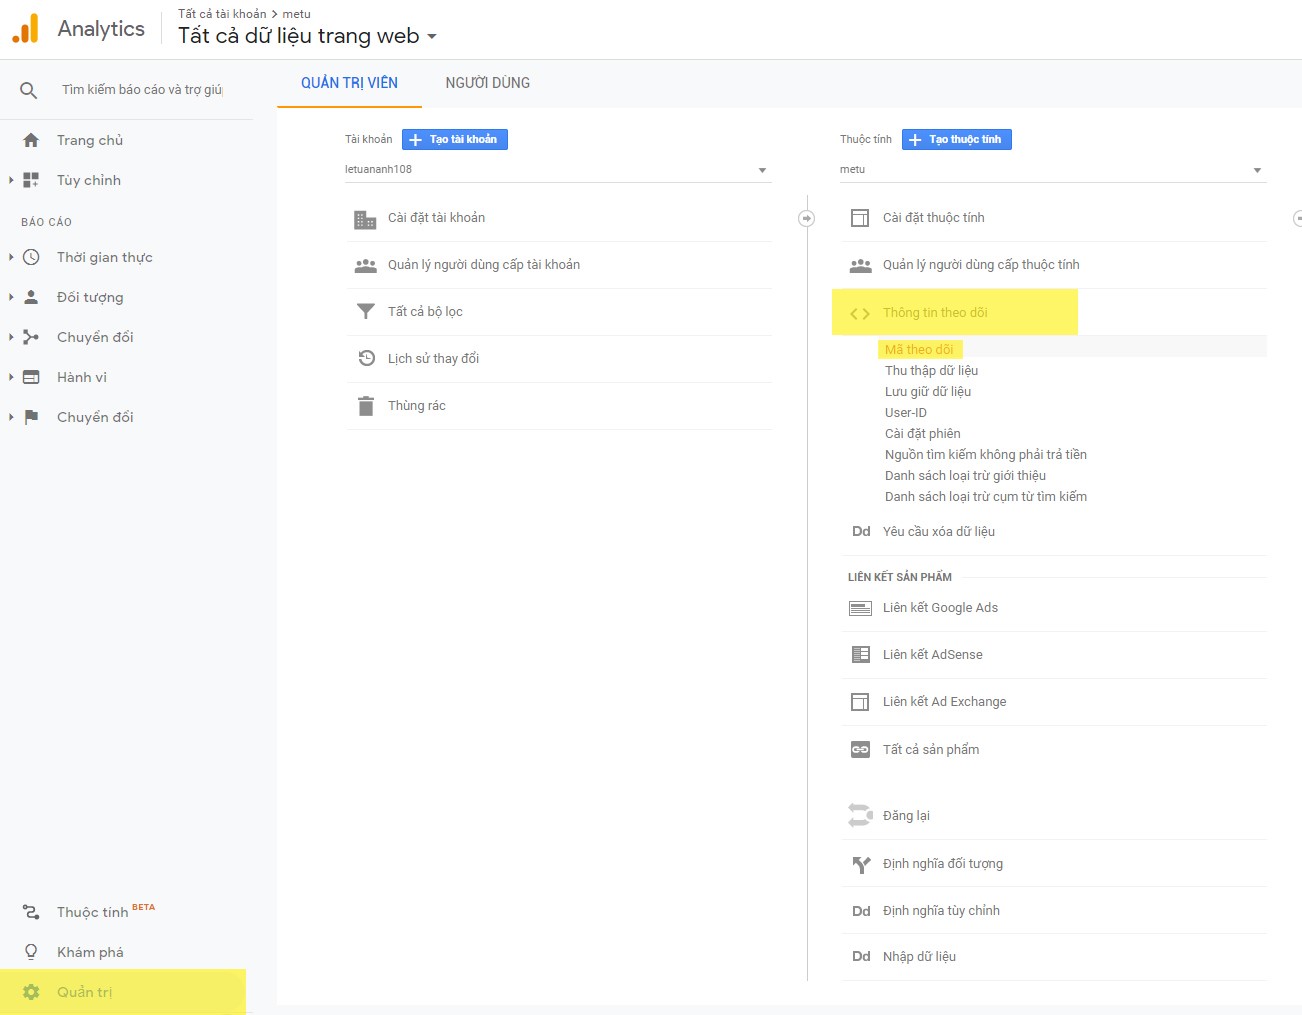 Analytics
Tất cả tài khoản > metu
Tất cả dữ liệu trang web
Tìm kiếm báo cáo và trợ giú
Trang chủ
Tùy chỉnh
BÁO CÁO
Thời gian thực
Đối tượng
Chuyển đổi
Hành vi
Chuyển đổi
Thuộc tính BETA
Khám phá
Quản trị
QUẢN TRỊ VIÊN
NGƯỜI DÙNG
Tài khoản
Tạo tài khoản
letuananh108
Cài đặt tài khoản
Quản lý người dùng cấp tài khoản
Tất cả bộ lọc
Lịch sử thay đổi
Thùng rác
Thuộc tính
Tạo thuộc tính
metu
Cài đặt thuộc tính
Quản lý người dùng cấp thuộc tính
Thông tin theo dõi
Mã theo dõi
Thu thập dữ liệu
Lưu giữ dữ liệu
User-ID
Cài đặt phiên
Nguồn tìm kiếm không phải trả tiền
Danh sách loại trừ giới thiệu
Danh sách loại trừ cụm từ tìm kiếm
Dd Yêu cầu xóa dữ liệu
LIÊN KẾT SẢN PHẨM
Liên kết Google Ads
Liên kết AdSense
Liên kết Ad Exchange
Tất cả sản phẩm
Đăng lại
Định nghĩa đối tượng
Dd Định nghĩa tùy chỉnh
Dd Nhập dữ liệu